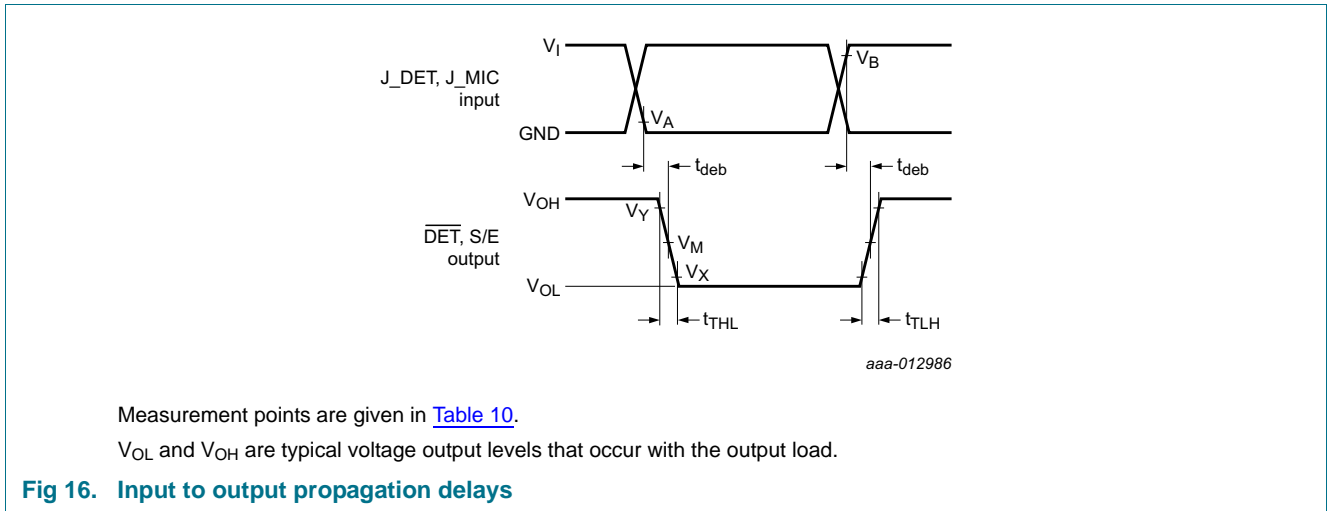 V_I
V_B
J_DET, J_MIC
input
V_A
GND
t_deb
t_deb
V_OH
V_Y
D̅E̅T̅, S/E
V_M
output
V_X
V_OL
t_THL
t_TLH
aaa-012986
Measurement points are given in Table 10.
V_OL and V_OH are typical voltage output levels that occur with the output load.
Fig 16. Input to output propagation delays